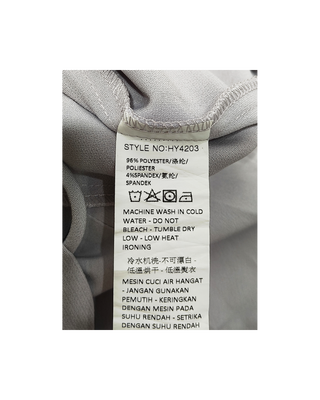 STYLE NO:HY4203
96% POLYESTER/涤纶/
POLIESTER
4%SPANDEX/氨纶/
SPANDEK
MACHINE WASH IN COLD
WATER - DO NOT
BLEACH - TUMBLE DRY
LOW - LOW HEAT
IRONING
冷水机洗-不可漂白-
低温烘干-低温熨衣
MESIN CUCI AIR HANGAT
- JANGAN GUNAKAN
PEMUTIH - KERINGKAN
DENGAN MESIN PADA
SUHU RENDAH - SETRIKA
DENGAN SUHU RENDAH